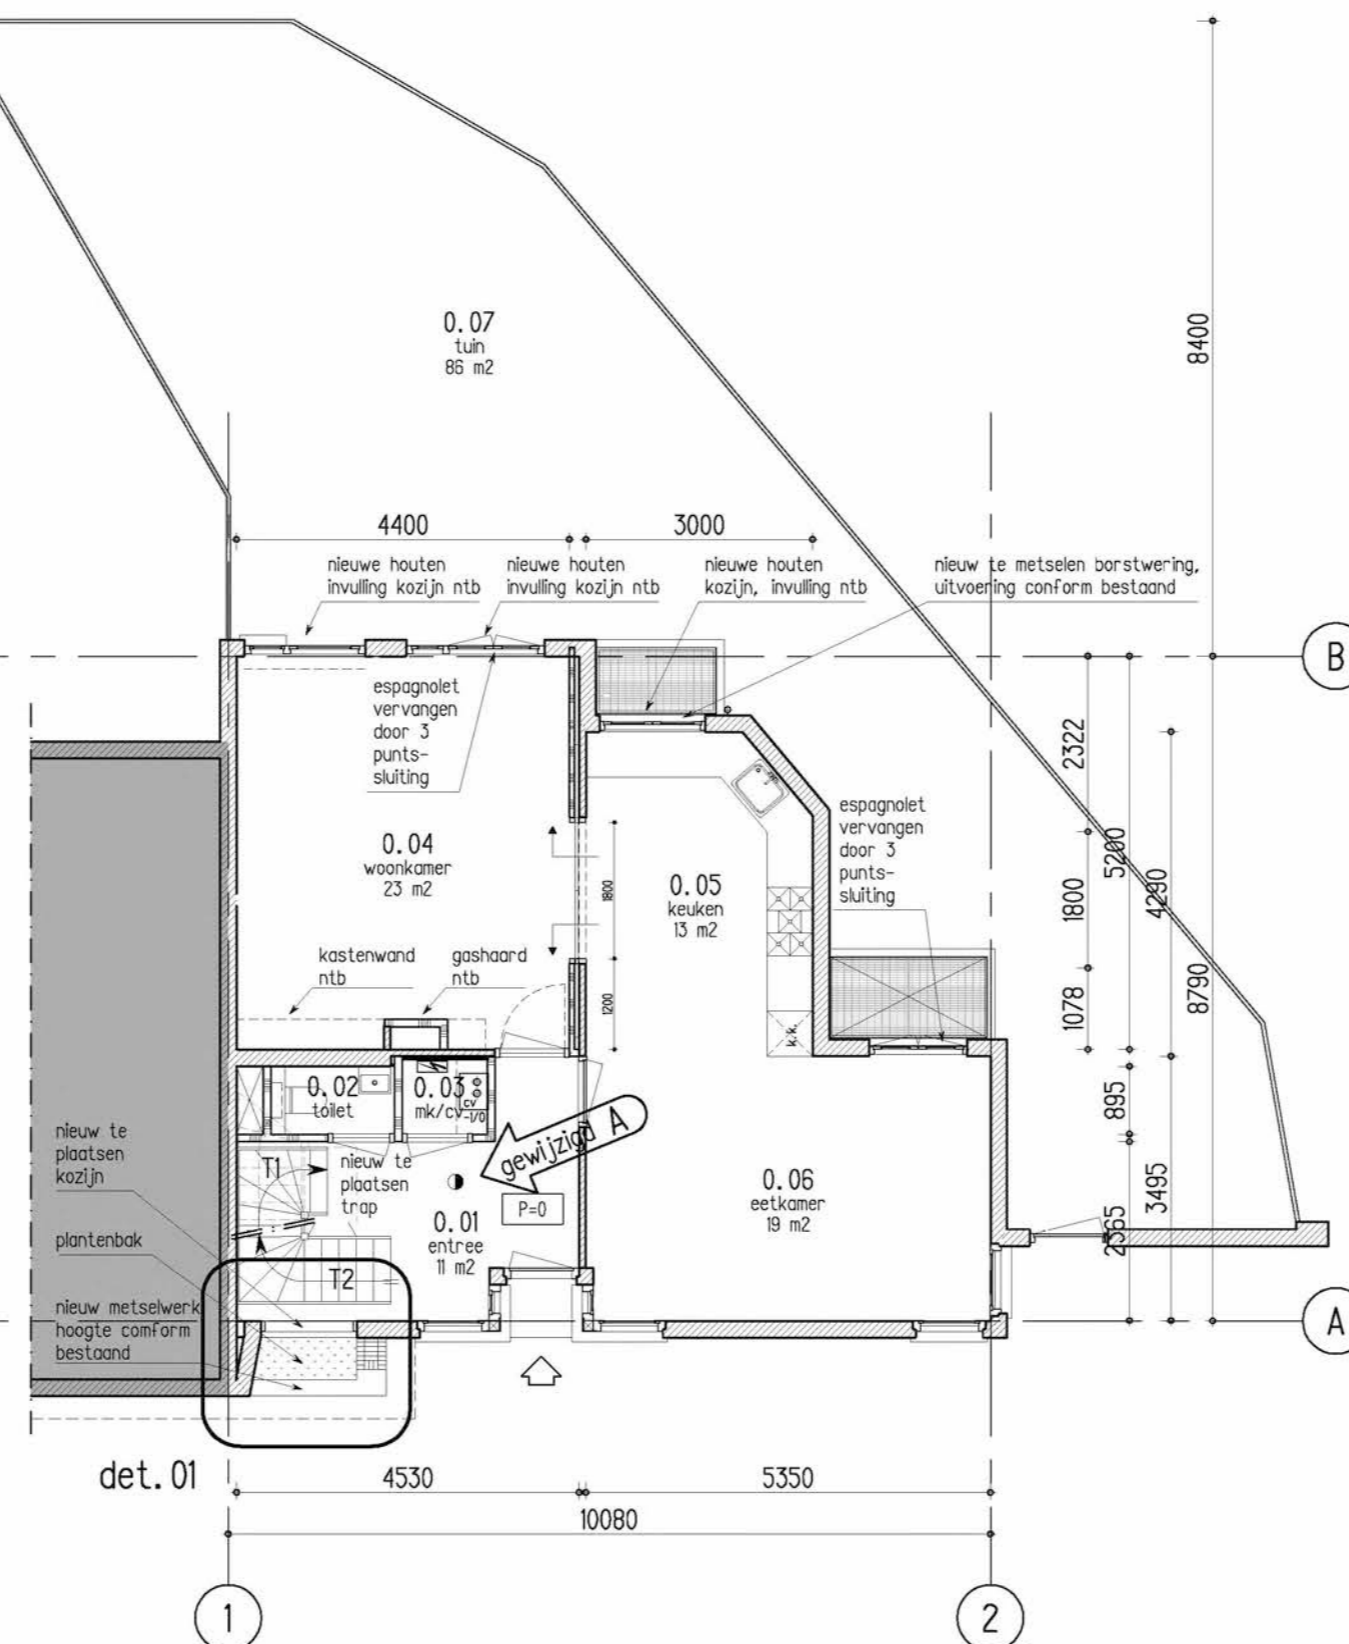 0.07
tuin
86 m2
8400
4400
3000
nieuwe houten
invulling kozijn ntb
nieuwe houten
invulling kozijn ntb
nieuwe houten
kozijn, invulling ntb
nieuw te metselen borstwering,
uitvoering conform bestaand
B
espagnolet
vervangen
door 3
punts-
sluiting
2322
5200
4290
espagnolet
vervangen
door 3
punts-
sluiting
0.04
woonkamer
23 m2
1800
0.05
keuken
13 m2
1800
kastenwand
ntb
gashaard
ntb
1200
k.k.
1078
8790
0.02
toilet
0.03
mk/cv
cv
-1/0
895
nieuw te
plaatsen
kozijn
T1
nieuw te
plaatsen
trap
gewijzigd A
P=0
0.06
eetkamer
19 m2
3495
2565
plantenbak
0.01
entree
11 m2
T2
nieuw metselwerk
hoogte comform
bestaand
A
det.01
4530
5350
10080
1
2